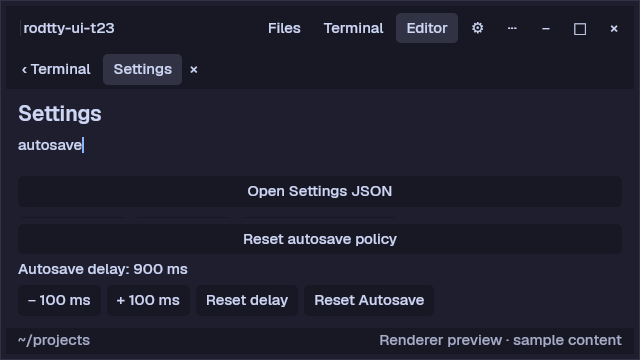 rodtty-ui-t23 Files Terminal Editor ⚙ ··· – □ ×
‹ Terminal Settings ×
Settings
autosave
Open Settings JSON
Reset autosave policy
Autosave delay: 900 ms
– 100 ms + 100 ms Reset delay Reset Autosave
~/projects Renderer preview · sample content